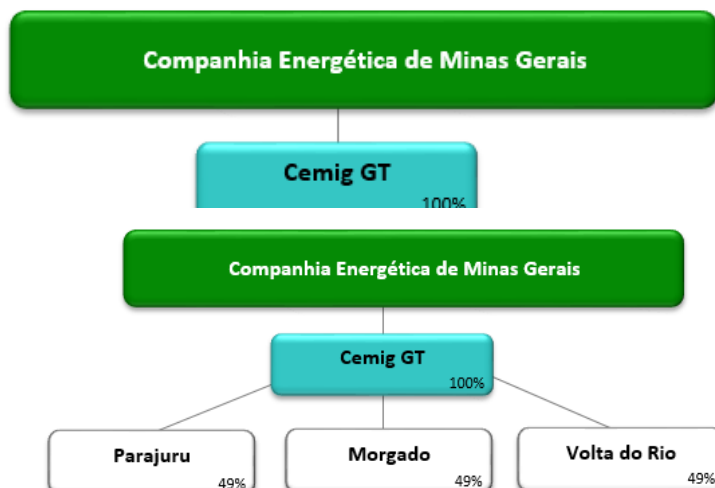 Companhia Energética de Minas Gerais
Cemig GT
100%
Companhia Energética de Minas Gerais
Cemig GT
100%
Parajuru
49%
Morgado
49%
Volta do Rio
49%